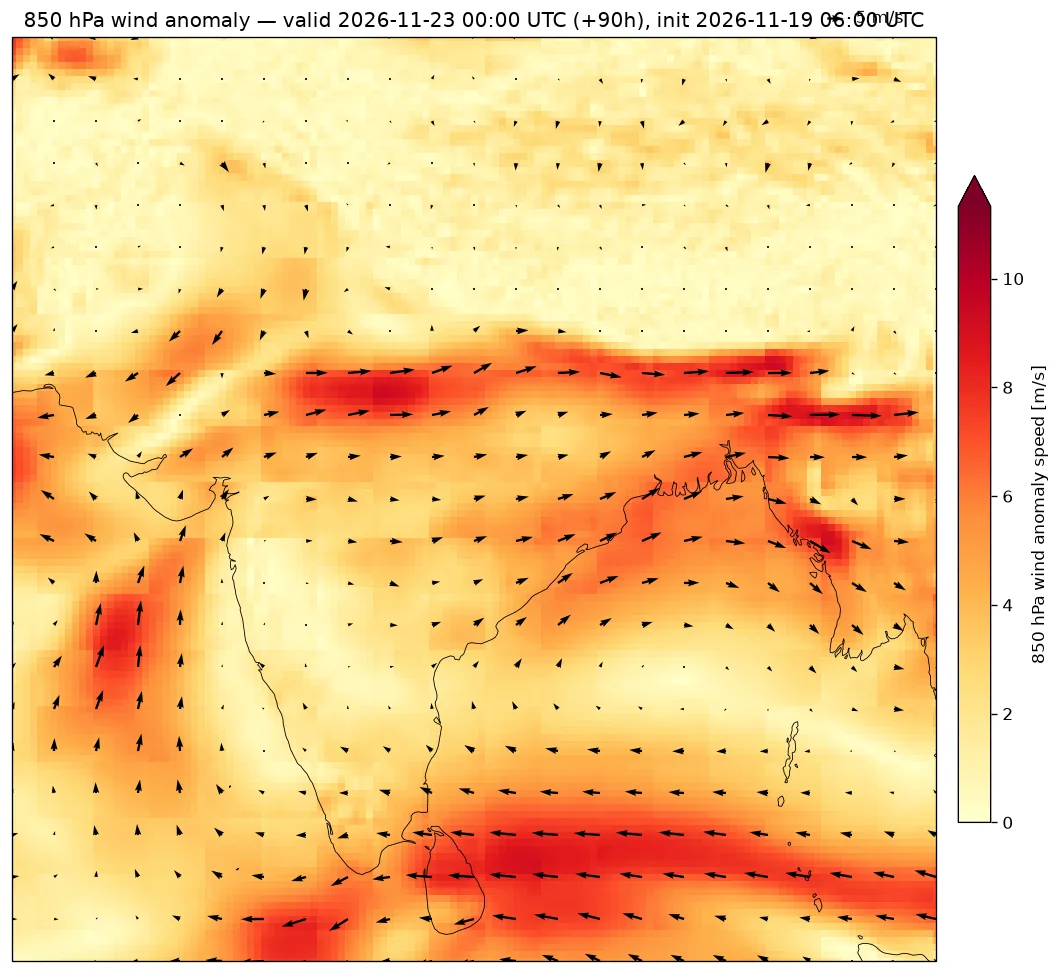 850 hPa wind anomaly — valid 2026-11-23 00:00 UTC (+90h), init 2026-11-19 06:00 UTC
5 m/s
10
8
6
4
2
0
850 hPa wind anomaly speed [m/s]